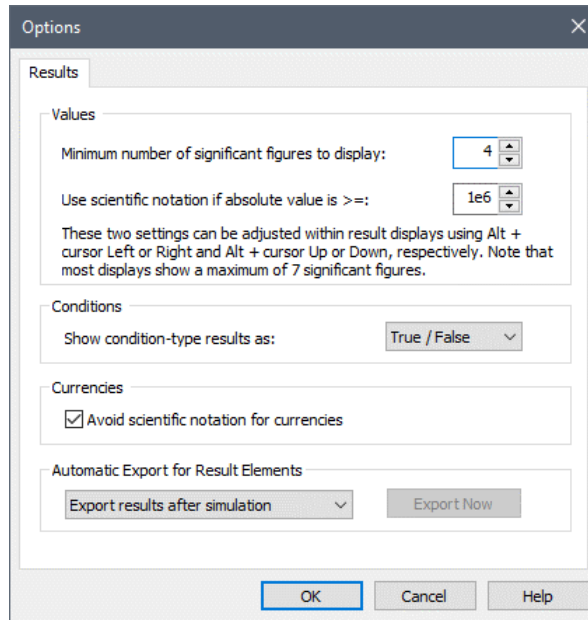 Options
Results
Values
Minimum number of significant figures to display: 4
Use scientific notation if absolute value is >=: 1e6
These two settings can be adjusted within result displays using Alt +
cursor Left or Right and Alt + cursor Up or Down, respectively. Note that
most displays show a maximum of 7 significant figures.
Conditions
Show condition-type results as: True / False
Currencies
Avoid scientific notation for currencies
Automatic Export for Result Elements
Export results after simulation Export Now
OK Cancel Help